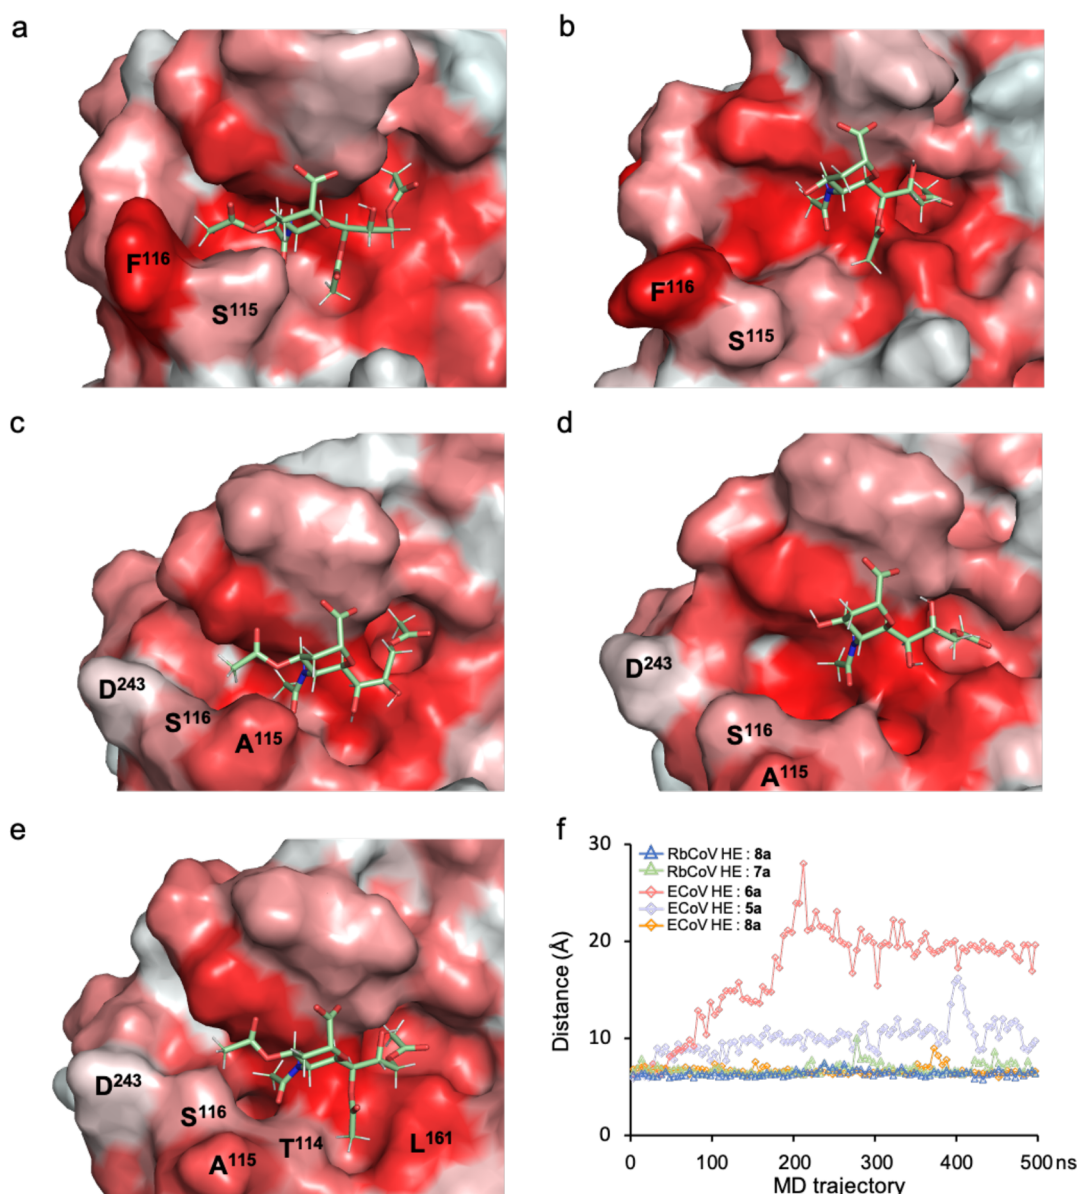 a
b
F116
S115
F116
S115
c
d
D243
S116
A115
D243
S116
A115
e
f
D243
S116
A115
T114
L161
30
20
10
0
Distance (Å)
RbCoV HE : 8a
RbCoV HE : 7a
ECoV HE : 6a
ECoV HE : 5a
ECoV HE : 8a
0 100 200 300 400 500 ns
MD trajectory